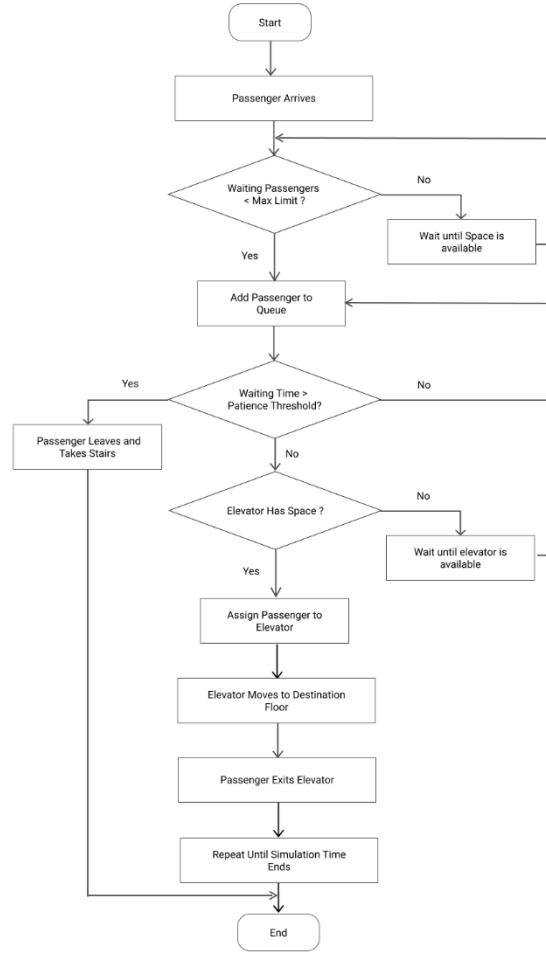 Start
Passenger Arrives
Waiting Passengers
< Max Limit ?
No
Wait until Space is
available
Yes
Add Passenger to
Queue
Yes
Waiting Time >
Patience Threshold?
No
Passenger Leaves and
Takes Stairs
No
Elevator Has Space ?
No
Wait until elevator is
available
Yes
Assign Passenger to
Elevator
Elevator Moves to Destination
Floor
Passenger Exits Elevator
Repeat Until Simulation Time
Ends
End